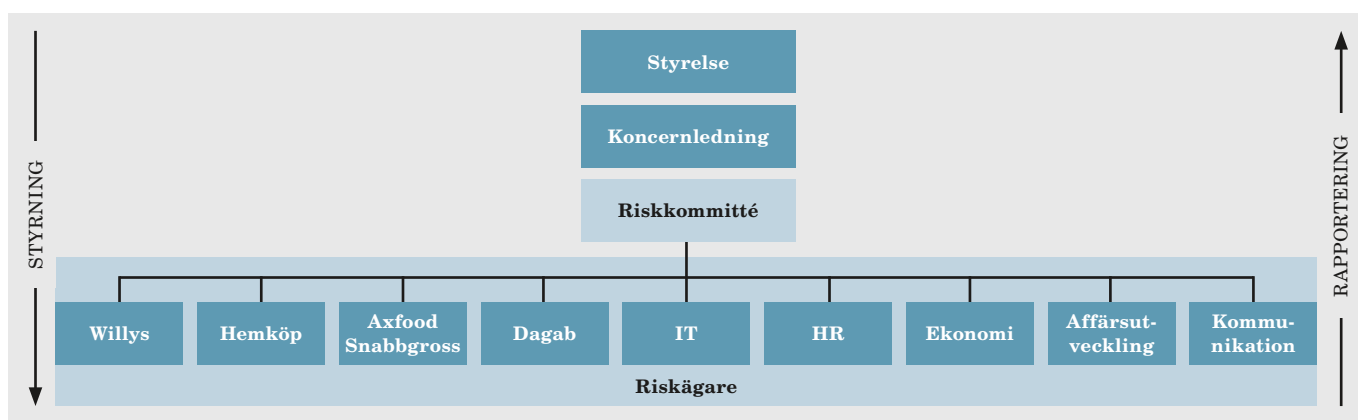 Styrelse
Koncernledning
Riskkommitté
STYRNING
RAPPORTERING
Willys
Hemköp
Axfood
Snabbgross
Dagab
IT
HR
Ekonomi
Affärsut-
veckling
Kommu-
nikation
Riskägare